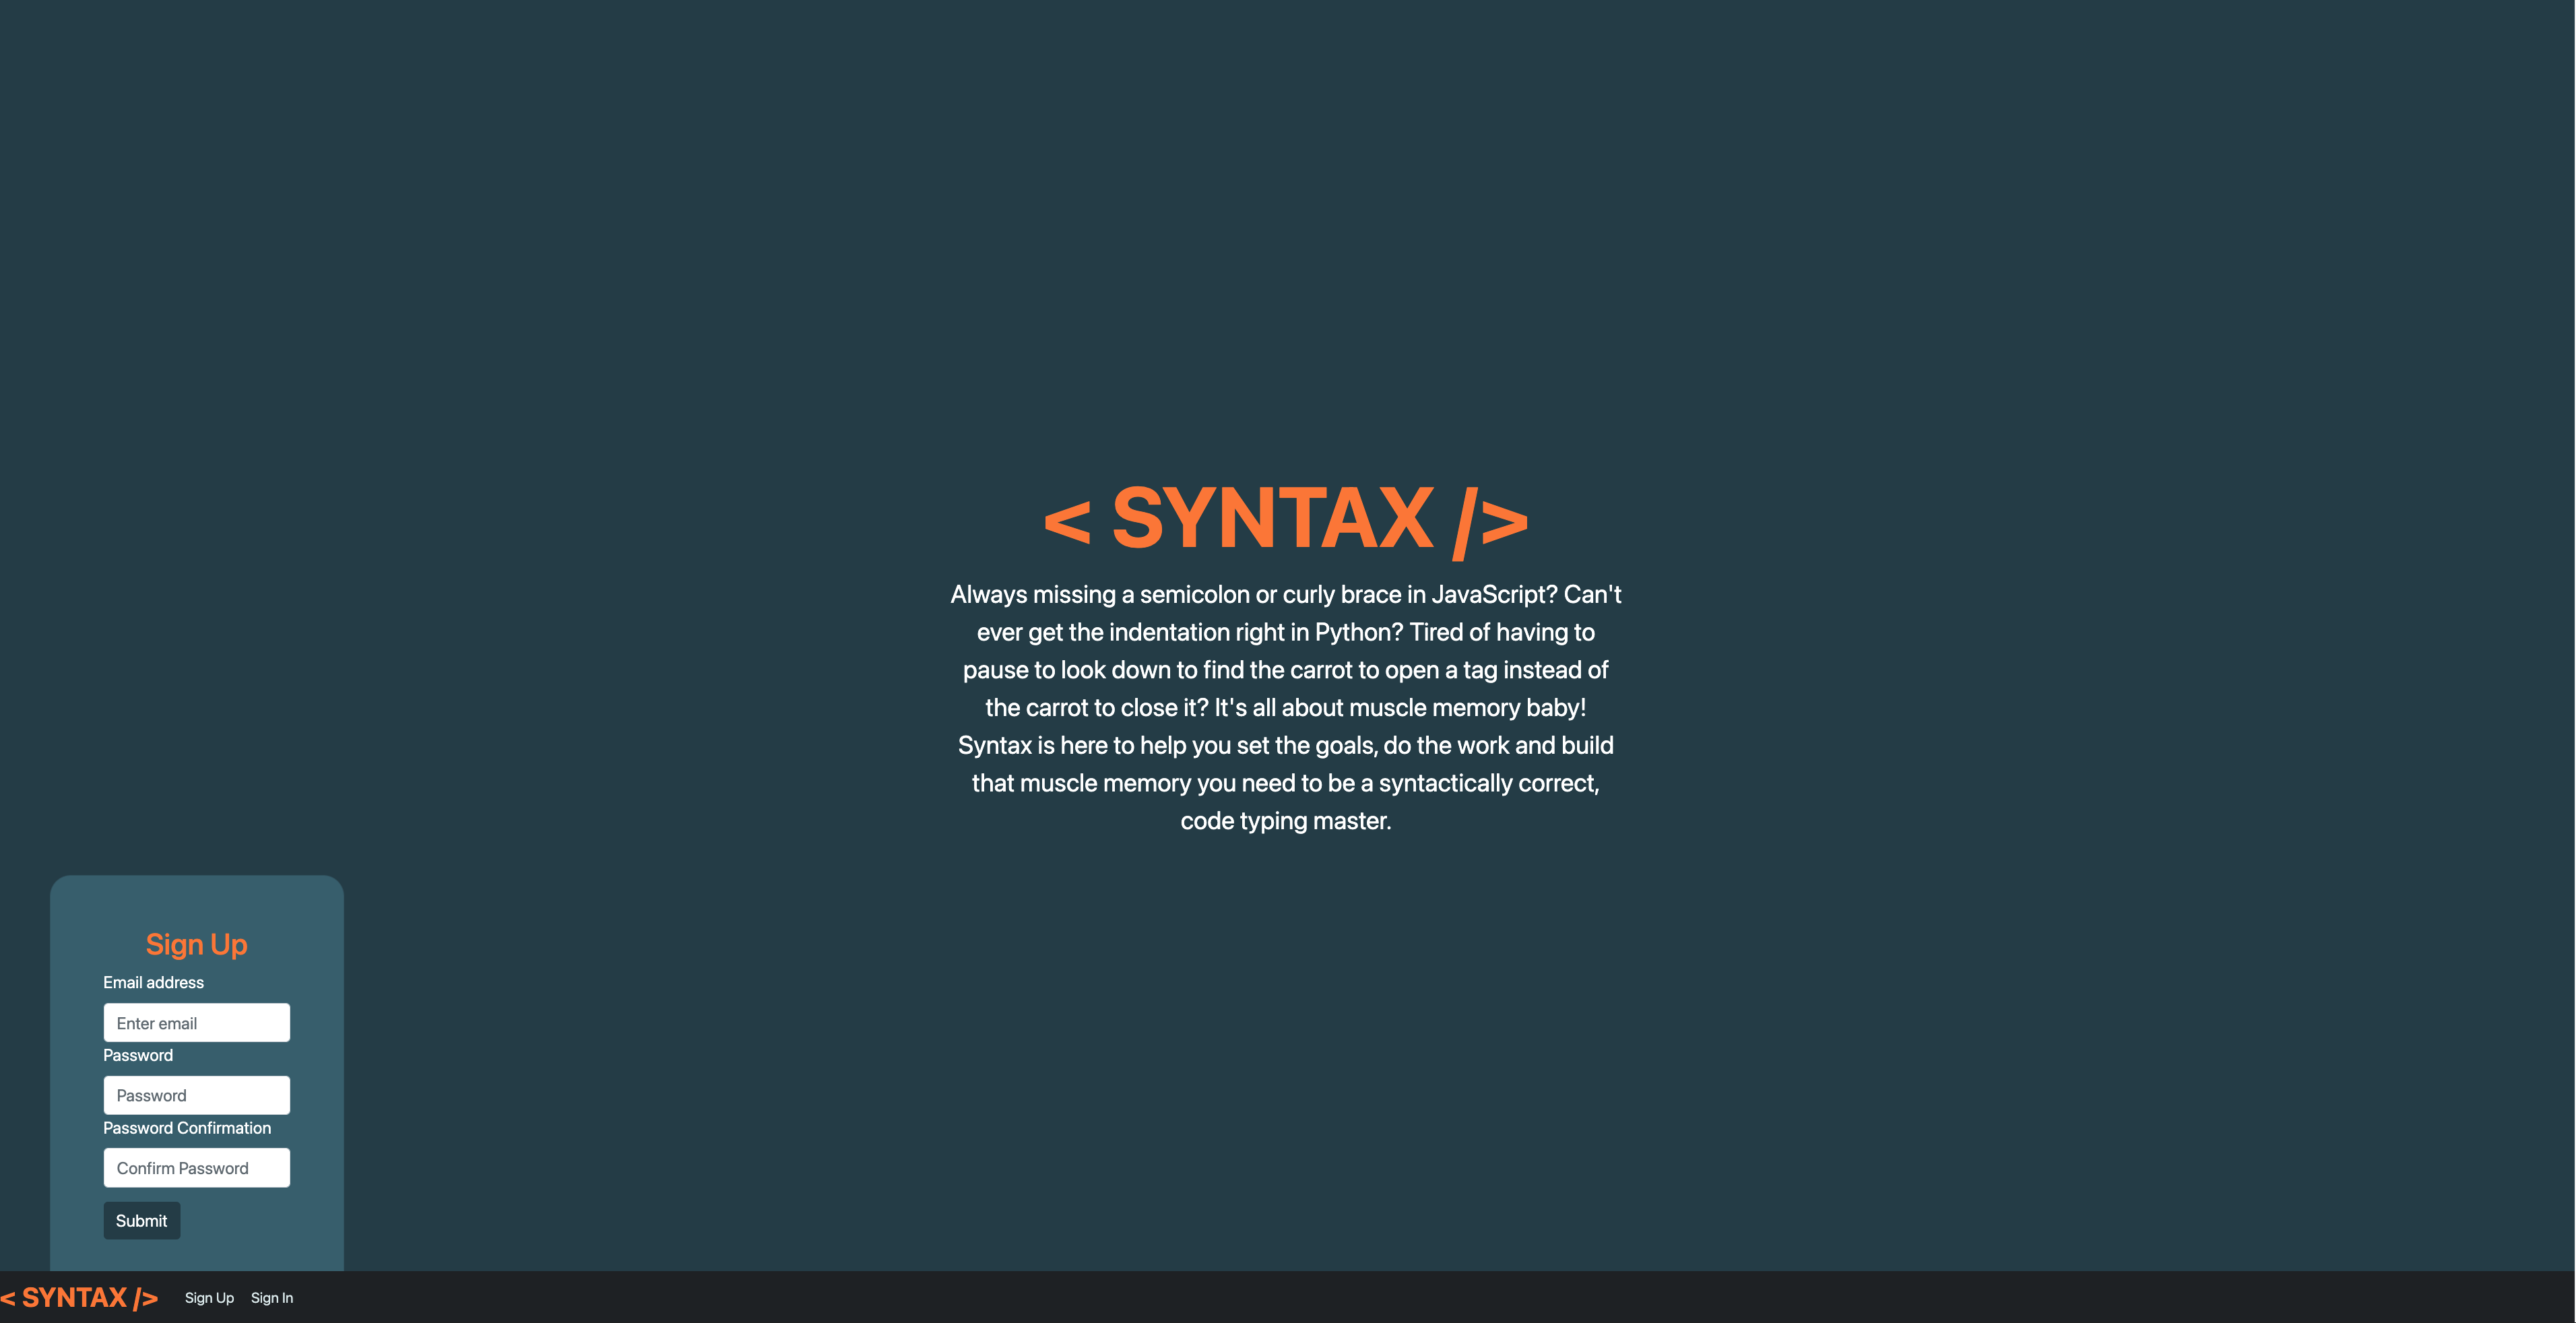 < SYNTAX />
Always missing a semicolon or curly brace in JavaScript? Can't
ever get the indentation right in Python? Tired of having to
pause to look down to find the carrot to open a tag instead of
the carrot to close it? It's all about muscle memory baby!
Syntax is here to help you set the goals, do the work and build
that muscle memory you need to be a syntactically correct,
code typing master.
Sign Up
Email address
Enter email
Password
Password
Password Confirmation
Confirm Password
Submit
< SYNTAX /> Sign Up Sign In